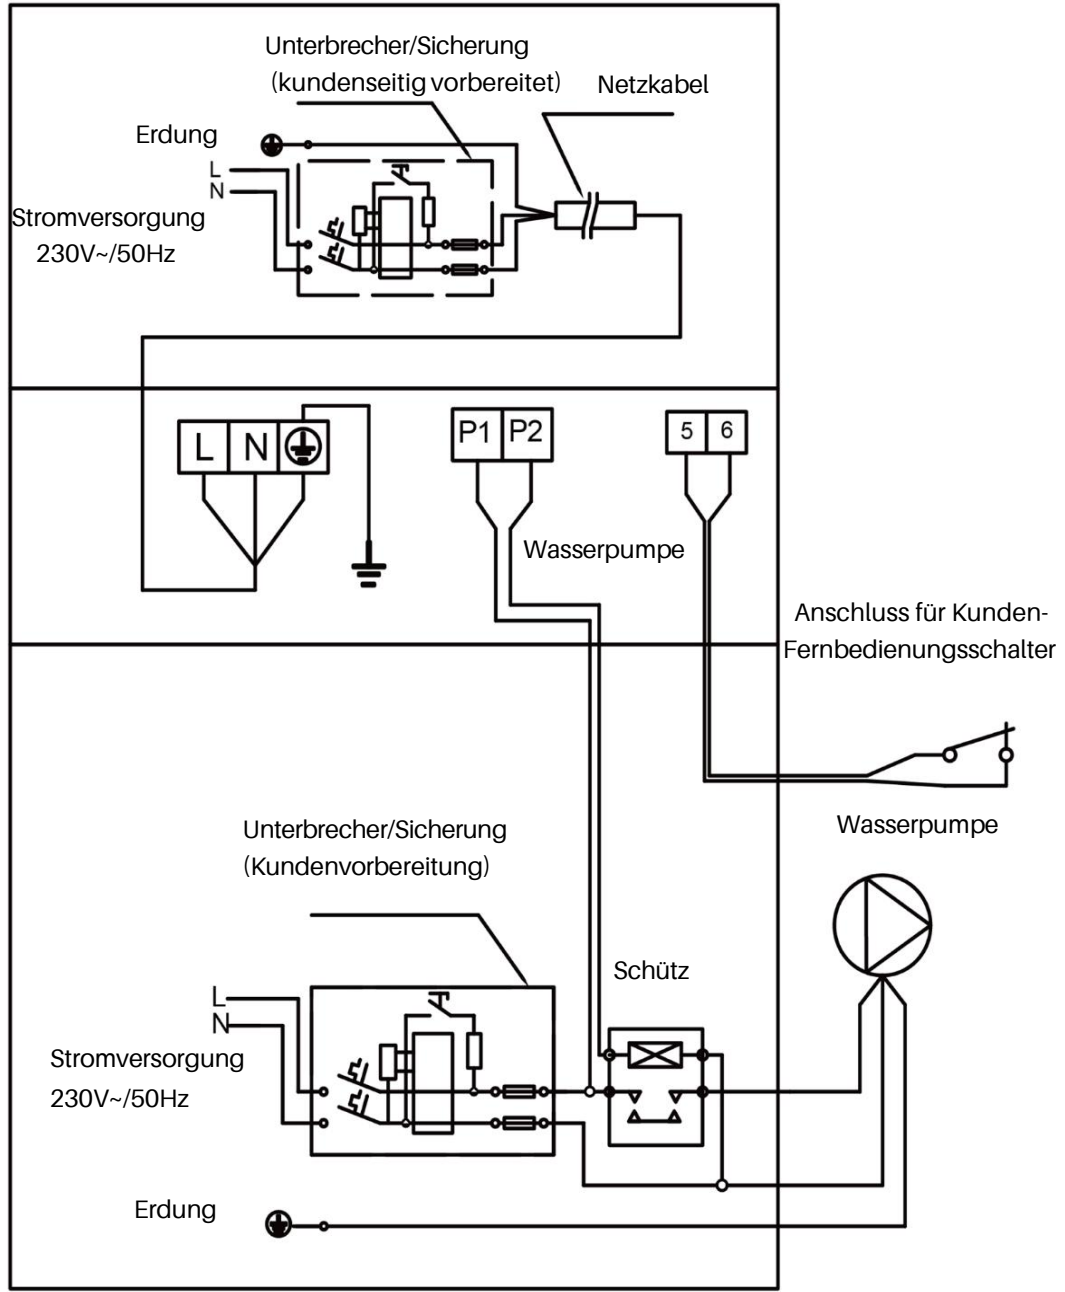 Unterbrecher/Sicherung
(kundenseitig vorbereitet)
Netzkabel
Erdung
L
N
Stromversorgung
230V~/50Hz
L N
P1 P2
5 6
Wasserpumpe
Anschluss für Kunden-
Fernbedienungsschalter
Wasserpumpe
Unterbrecher/Sicherung
(Kundenvorbereitung)
Schütz
L
N
Stromversorgung
230V~/50Hz
Erdung